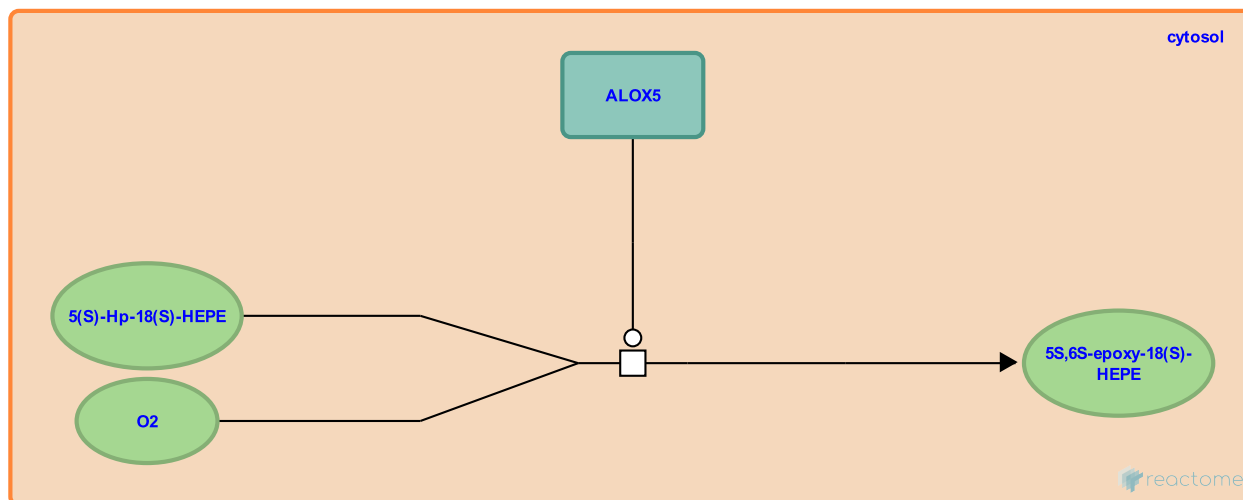 cytosol
ALOX5
5(S)-Hp-18(S)-HEPE
O2
5S,6S-epoxy-18(S)-
HEPE
reactome